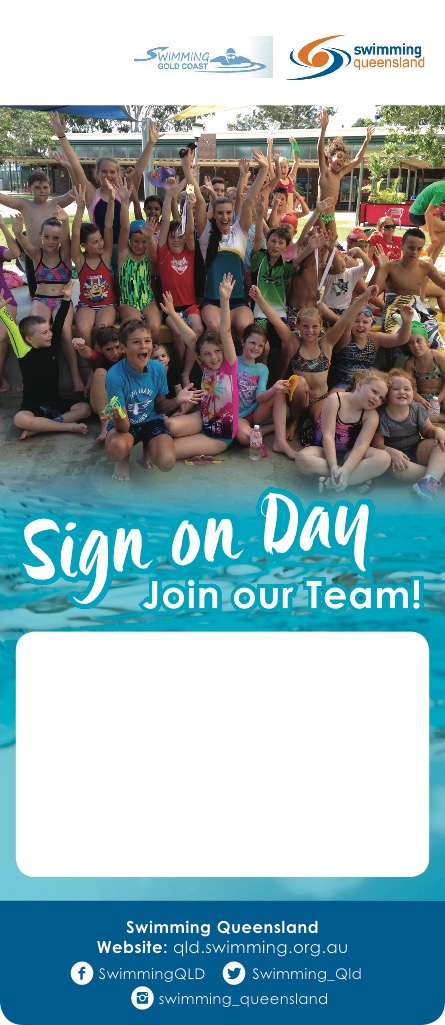 SWIMMING
GOLD COAST
swimming
queensland
Sign on Day
Join our Team!
Swimming Queensland
Website: qld.swimming.org.au
SwimmingQLD Swimming_Qld
swimming_queensland